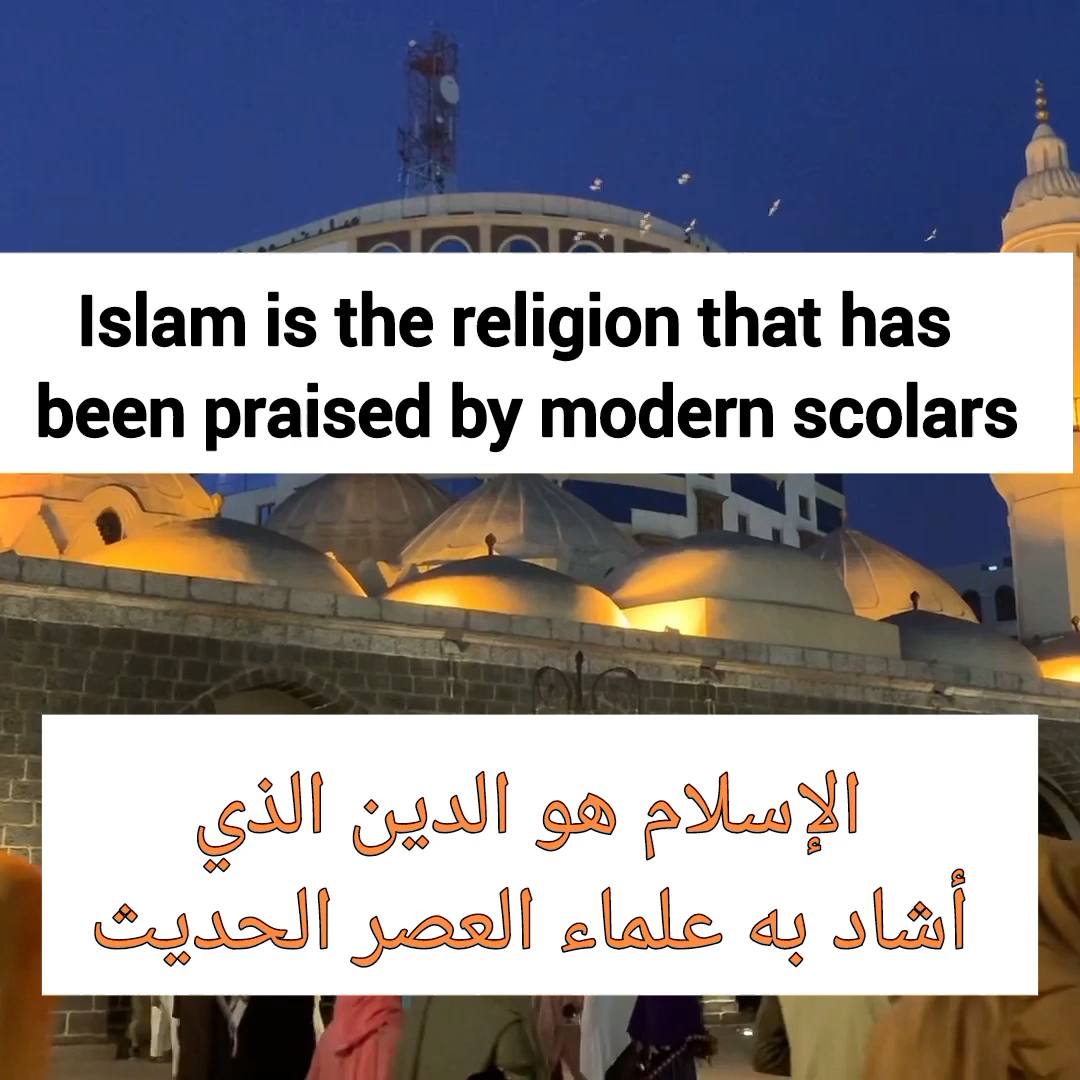 Islam is the religion that has
been praised by modern scolars
الإسلام هو الدين الذي
أشاد به علماء العصر الحديث